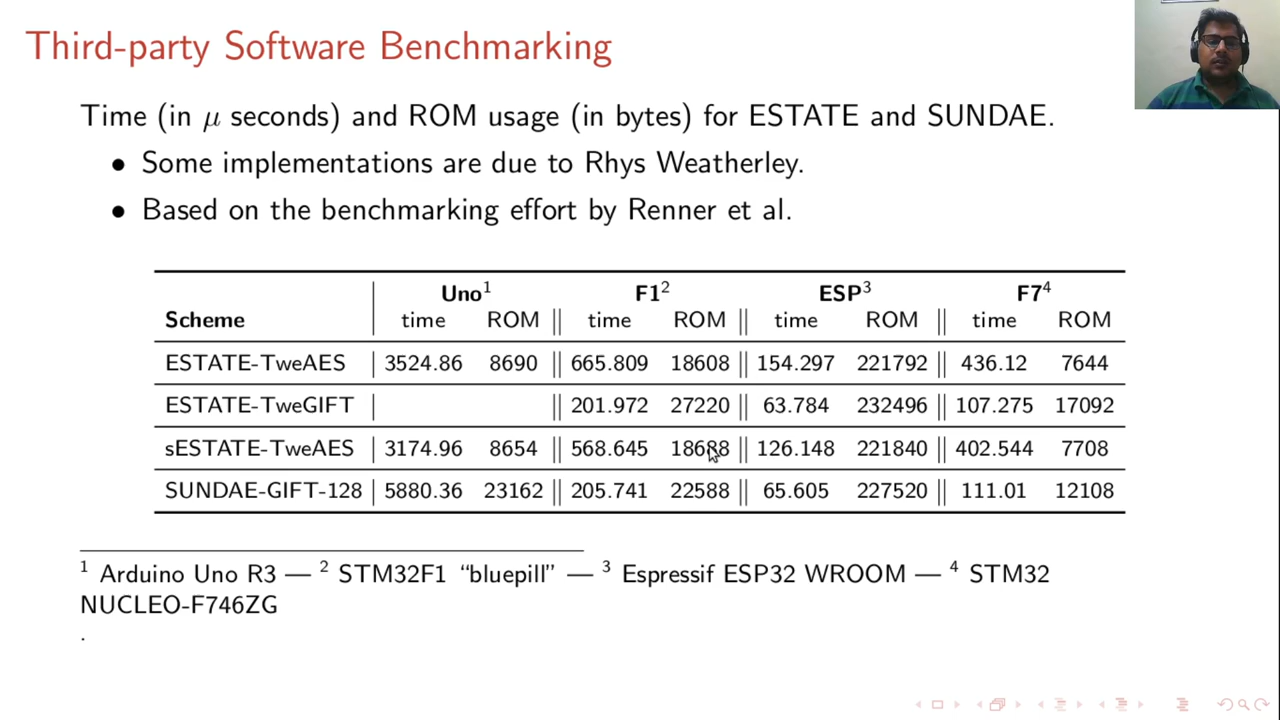 Third-party Software Benchmarking
Time (in μ seconds) and ROM usage (in bytes) for ESTATE and SUNDAE.
• Some implementations are due to Rhys Weatherley.
• Based on the benchmarking effort by Renner et al.
Uno¹ F1² ESP³ F7⁴
Scheme time ROM time ROM time ROM time ROM
ESTATE-TweAES 3524.86 8690 665.809 18608 154.297 221792 436.12 7644
ESTATE-TweGIFT 201.972 27220 63.784 232496 107.275 17092
sESTATE-TweAES 3174.96 8654 568.645 18688 126.148 221840 402.544 7708
SUNDAE-GIFT-128 5880.36 23162 205.741 22588 65.605 227520 111.01 12108
¹ Arduino Uno R3 — ² STM32F1 “bluepill” — ³ Espressif ESP32 WROOM — ⁴ STM32
NUCLEO-F746ZG
.